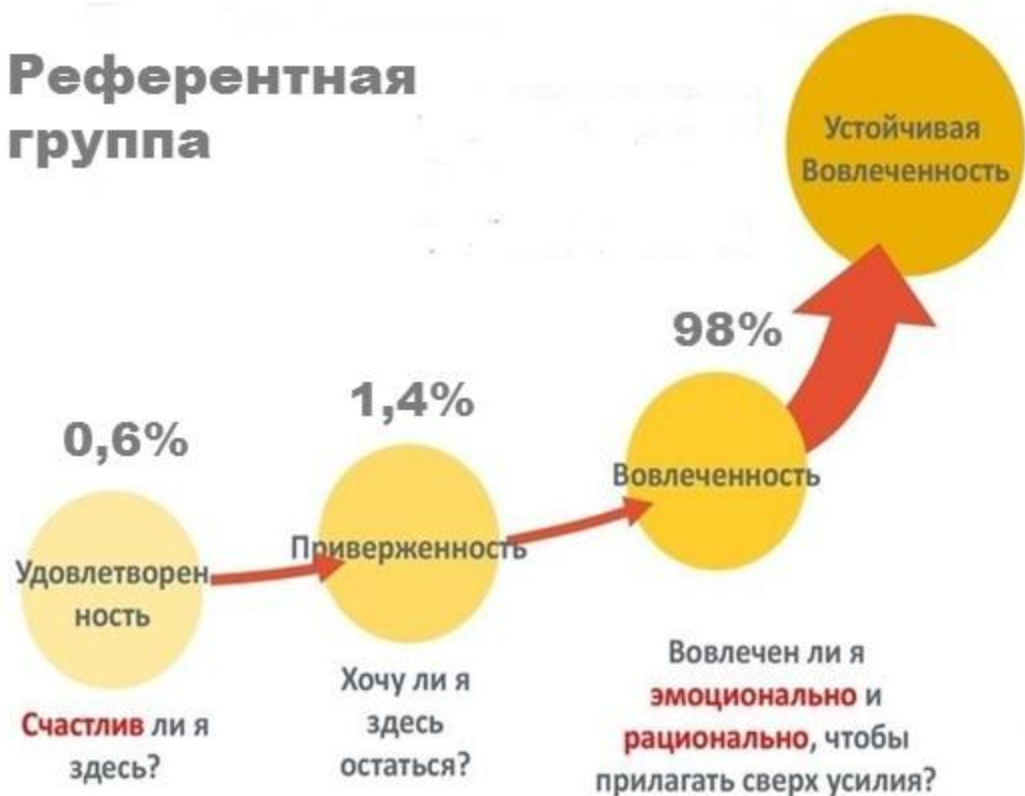 Референтная
группа
Устойчивая
Вовлеченность
98%
1,4%
0,6%
Вовлеченность
Приверженность
Удовлетворен
ность
Счастлив ли я
здесь?
Хочу ли я
здесь
остаться?
Вовлечен ли я
эмоционально и
рационально, чтобы
прилагать сверх усилия?